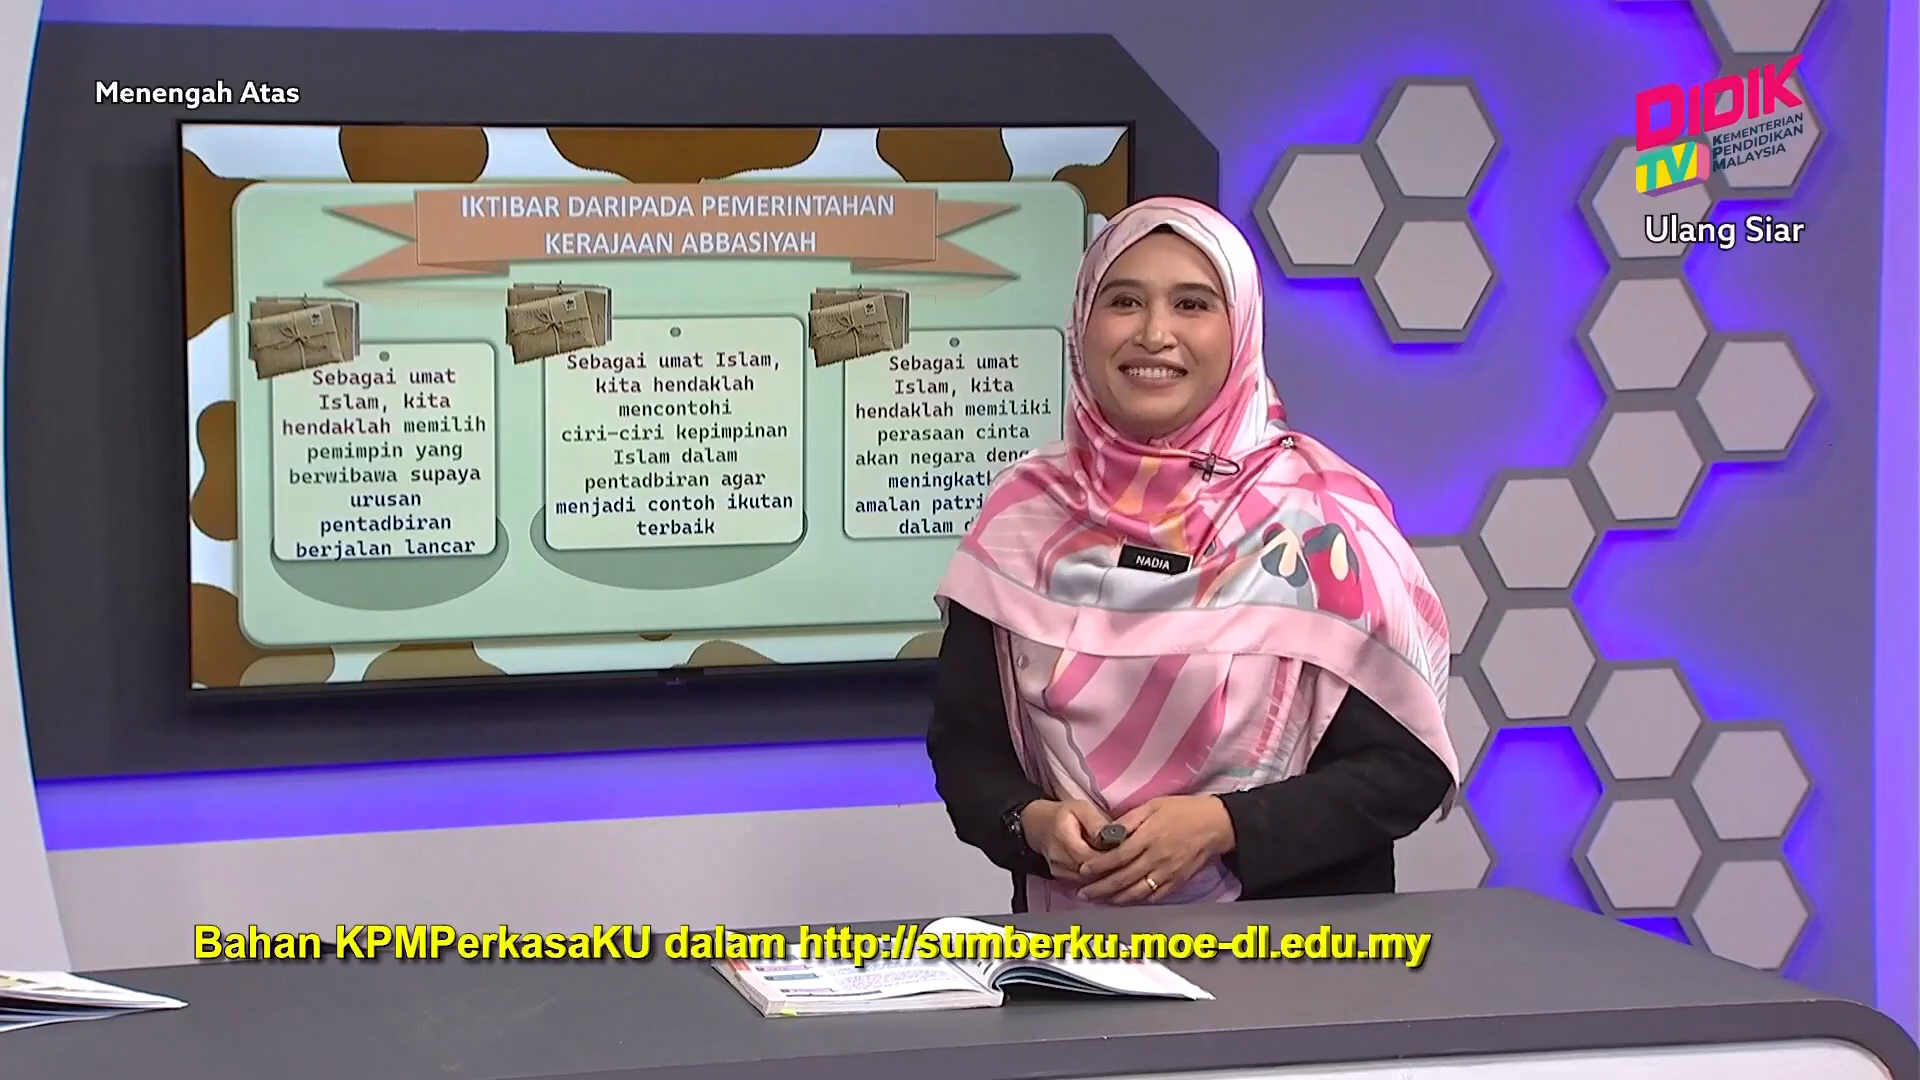 Menengah Atas
DIDIK
TV
KEMENTERIAN
PENDIDIKAN
MALAYSIA
Ulang Siar
IKTIBAR DARIPADA PEMERINTAHAN
KERAJAAN ABBASIYAH
Sebagai umat
Islam, kita
hendaklah memilih
pemimpin yang
berwibawa supaya
urusan
pentadbiran
berjalan lancar
Sebagai umat Islam,
kita hendaklah
mencontohi
ciri-ciri kepimpinan
Islam dalam
pentadbiran agar
menjadi contoh ikutan
terbaik
Sebagai umat
Islam, kita
hendaklah memiliki
perasaan cinta
akan negara
amalan
dalam
NADIA
Bahan KPMPerkasaKU dalam http://sumberku.moe-dl.edu.my